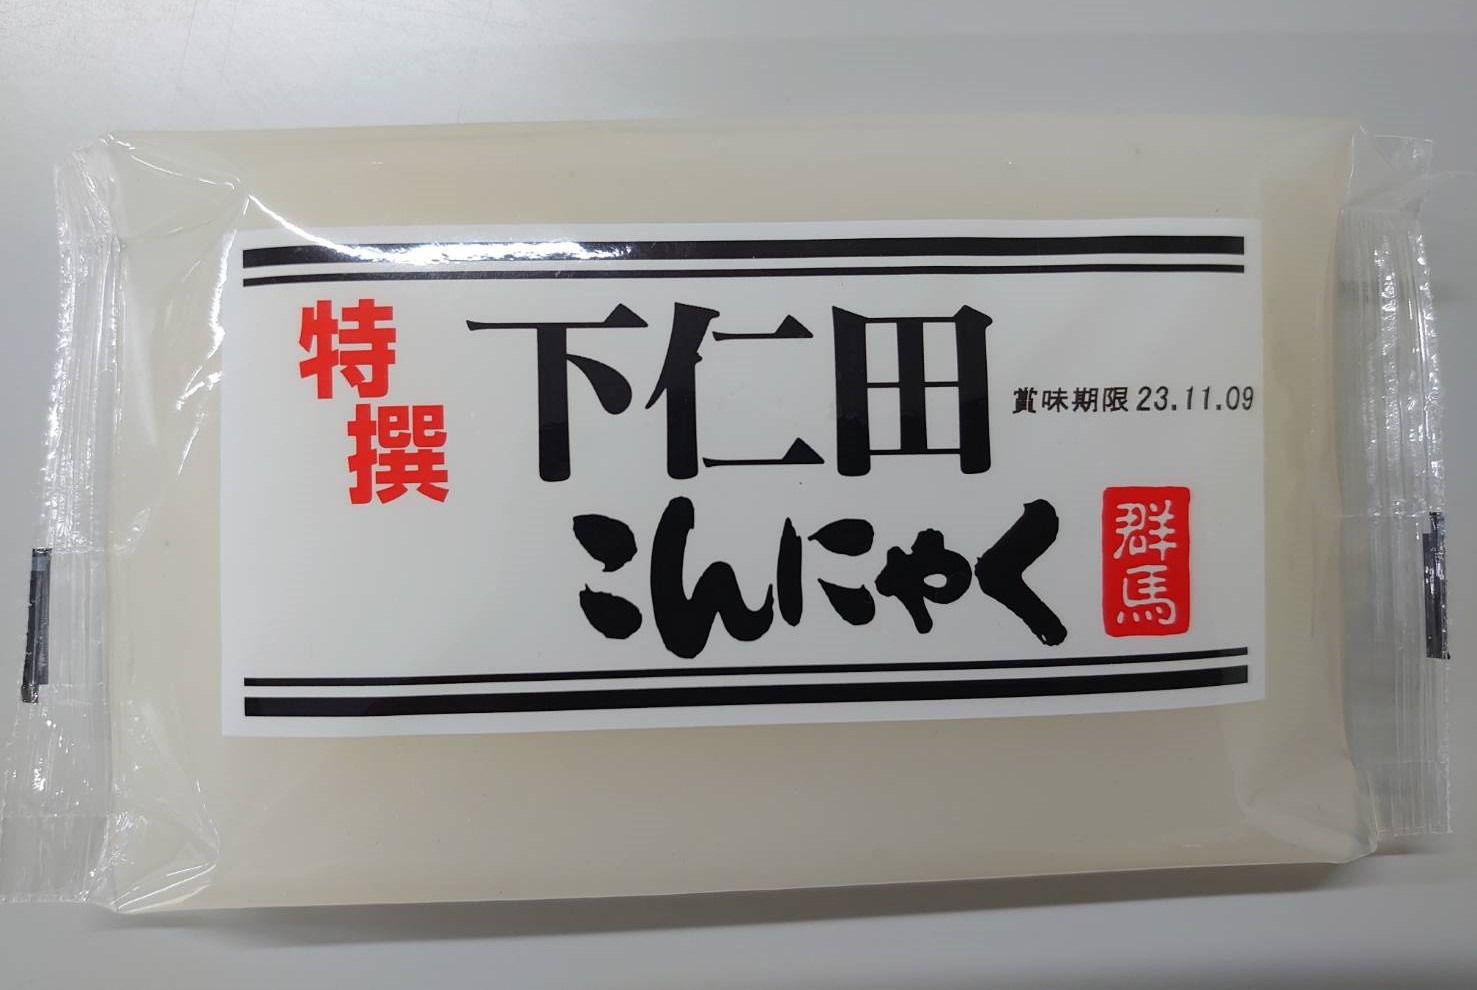 特撰
下仁田
こんにゃく
賞味期限 23.11.09
群馬